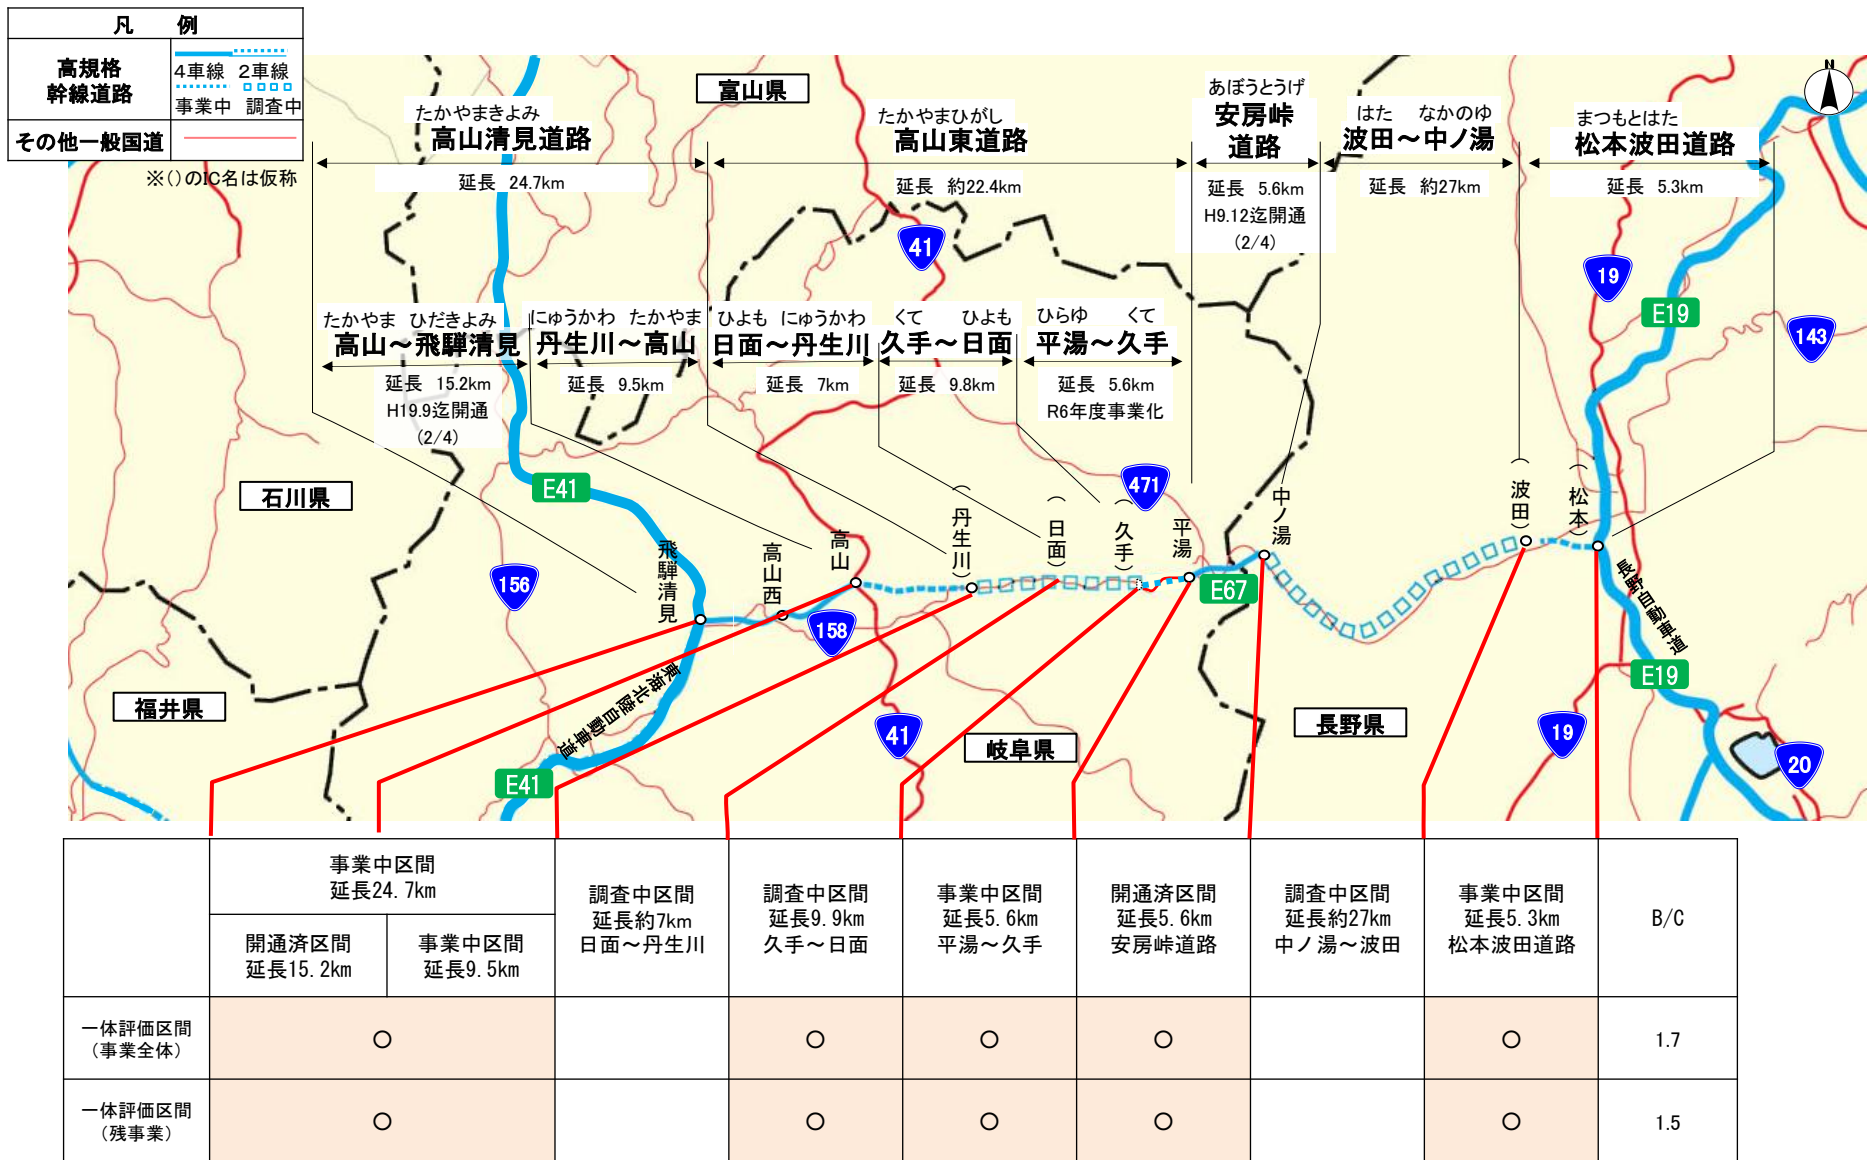 凡 例
高規格
幹線道路
4車線 2車線
事業中 調査中
その他一般国道
※()のIC名は仮称
富山県
たかやまきよみ
高山清見道路
延長 24.7km
たかやまひがし
高山東道路
延長 約22.4km
あぼうとうげ
安房峠
道路
延長 5.6km
H9.12迄開通
(2/4)
はた なかのゆ
波田～中ノ湯
延長 約27km
まつもとはた
松本波田道路
延長 5.3km
N
41
19
E19
143
たかやま ひだきよみ
高山～飛騨清見
延長 15.2km
H19.9迄開通
(2/4)
にゅうかわ たかやま
丹生川～高山
延長 9.5km
ひよも にゅうかわ
日面～丹生川
延長 7km
くて ひよも
久手～日面
延長 9.8km
ひらゆ くて
平湯～久手
延長 5.6km
R6年度事業化
石川県
E41
471
156
飛騨清見
高山西
高山
(丹生川)
(日面)
(久手)
平湯
中ノ湯
(波田)
(松本)
158
E67
長野自動車道
E19
福井県
東海北陸自動車道
E41
41
岐阜県
長野県
19
20
事業中区間
延長24.7km
開通済区間
延長15.2km
事業中区間
延長9.5km
調査中区間
延長約7km
日面～丹生川
調査中区間
延長9.9km
久手～日面
事業中区間
延長5.6km
平湯～久手
開通済区間
延長5.6km
安房峠道路
調査中区間
延長約27km
中ノ湯～波田
事業中区間
延長5.3km
松本波田道路
B/C
一体評価区間
(事業全体)
○ ○ ○ ○ ○ 1.7
一体評価区間
(残事業)
○ ○ ○ ○ ○ 1.5